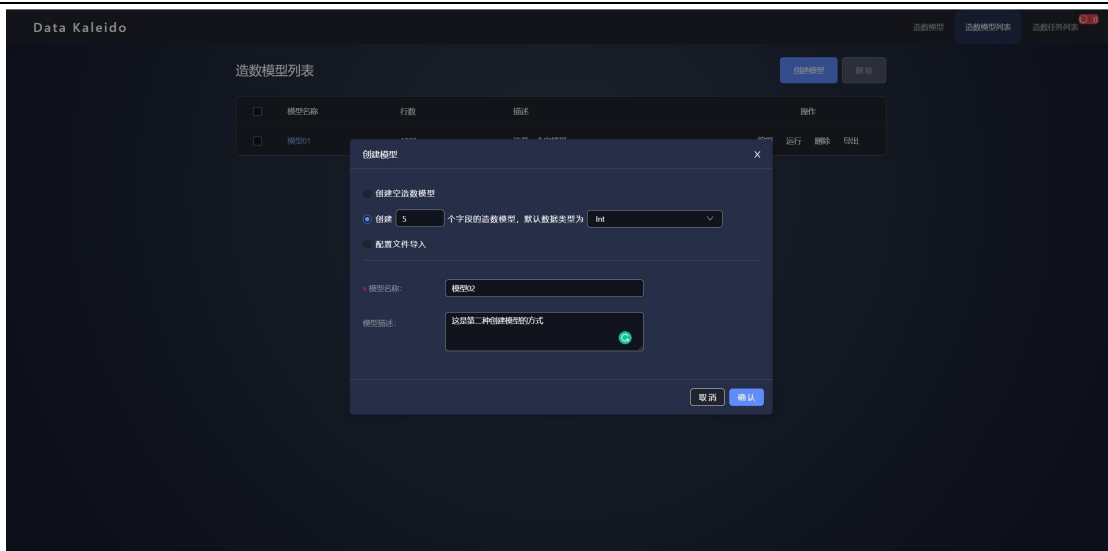 Data Kaleido
造数模型 造数模型列表 造数任务列表 0
造数模型列表 创建模型 删除
模型名称 行数 描述 操作
模型01 运行 删除 导出
创建模型
创建空造数模型
创建 5 个字段的造数模型，默认数据类型为 Int
配置文件导入
* 模型名称: 模型02
模型描述: 这是第二种创建模型的方式
取消 确认